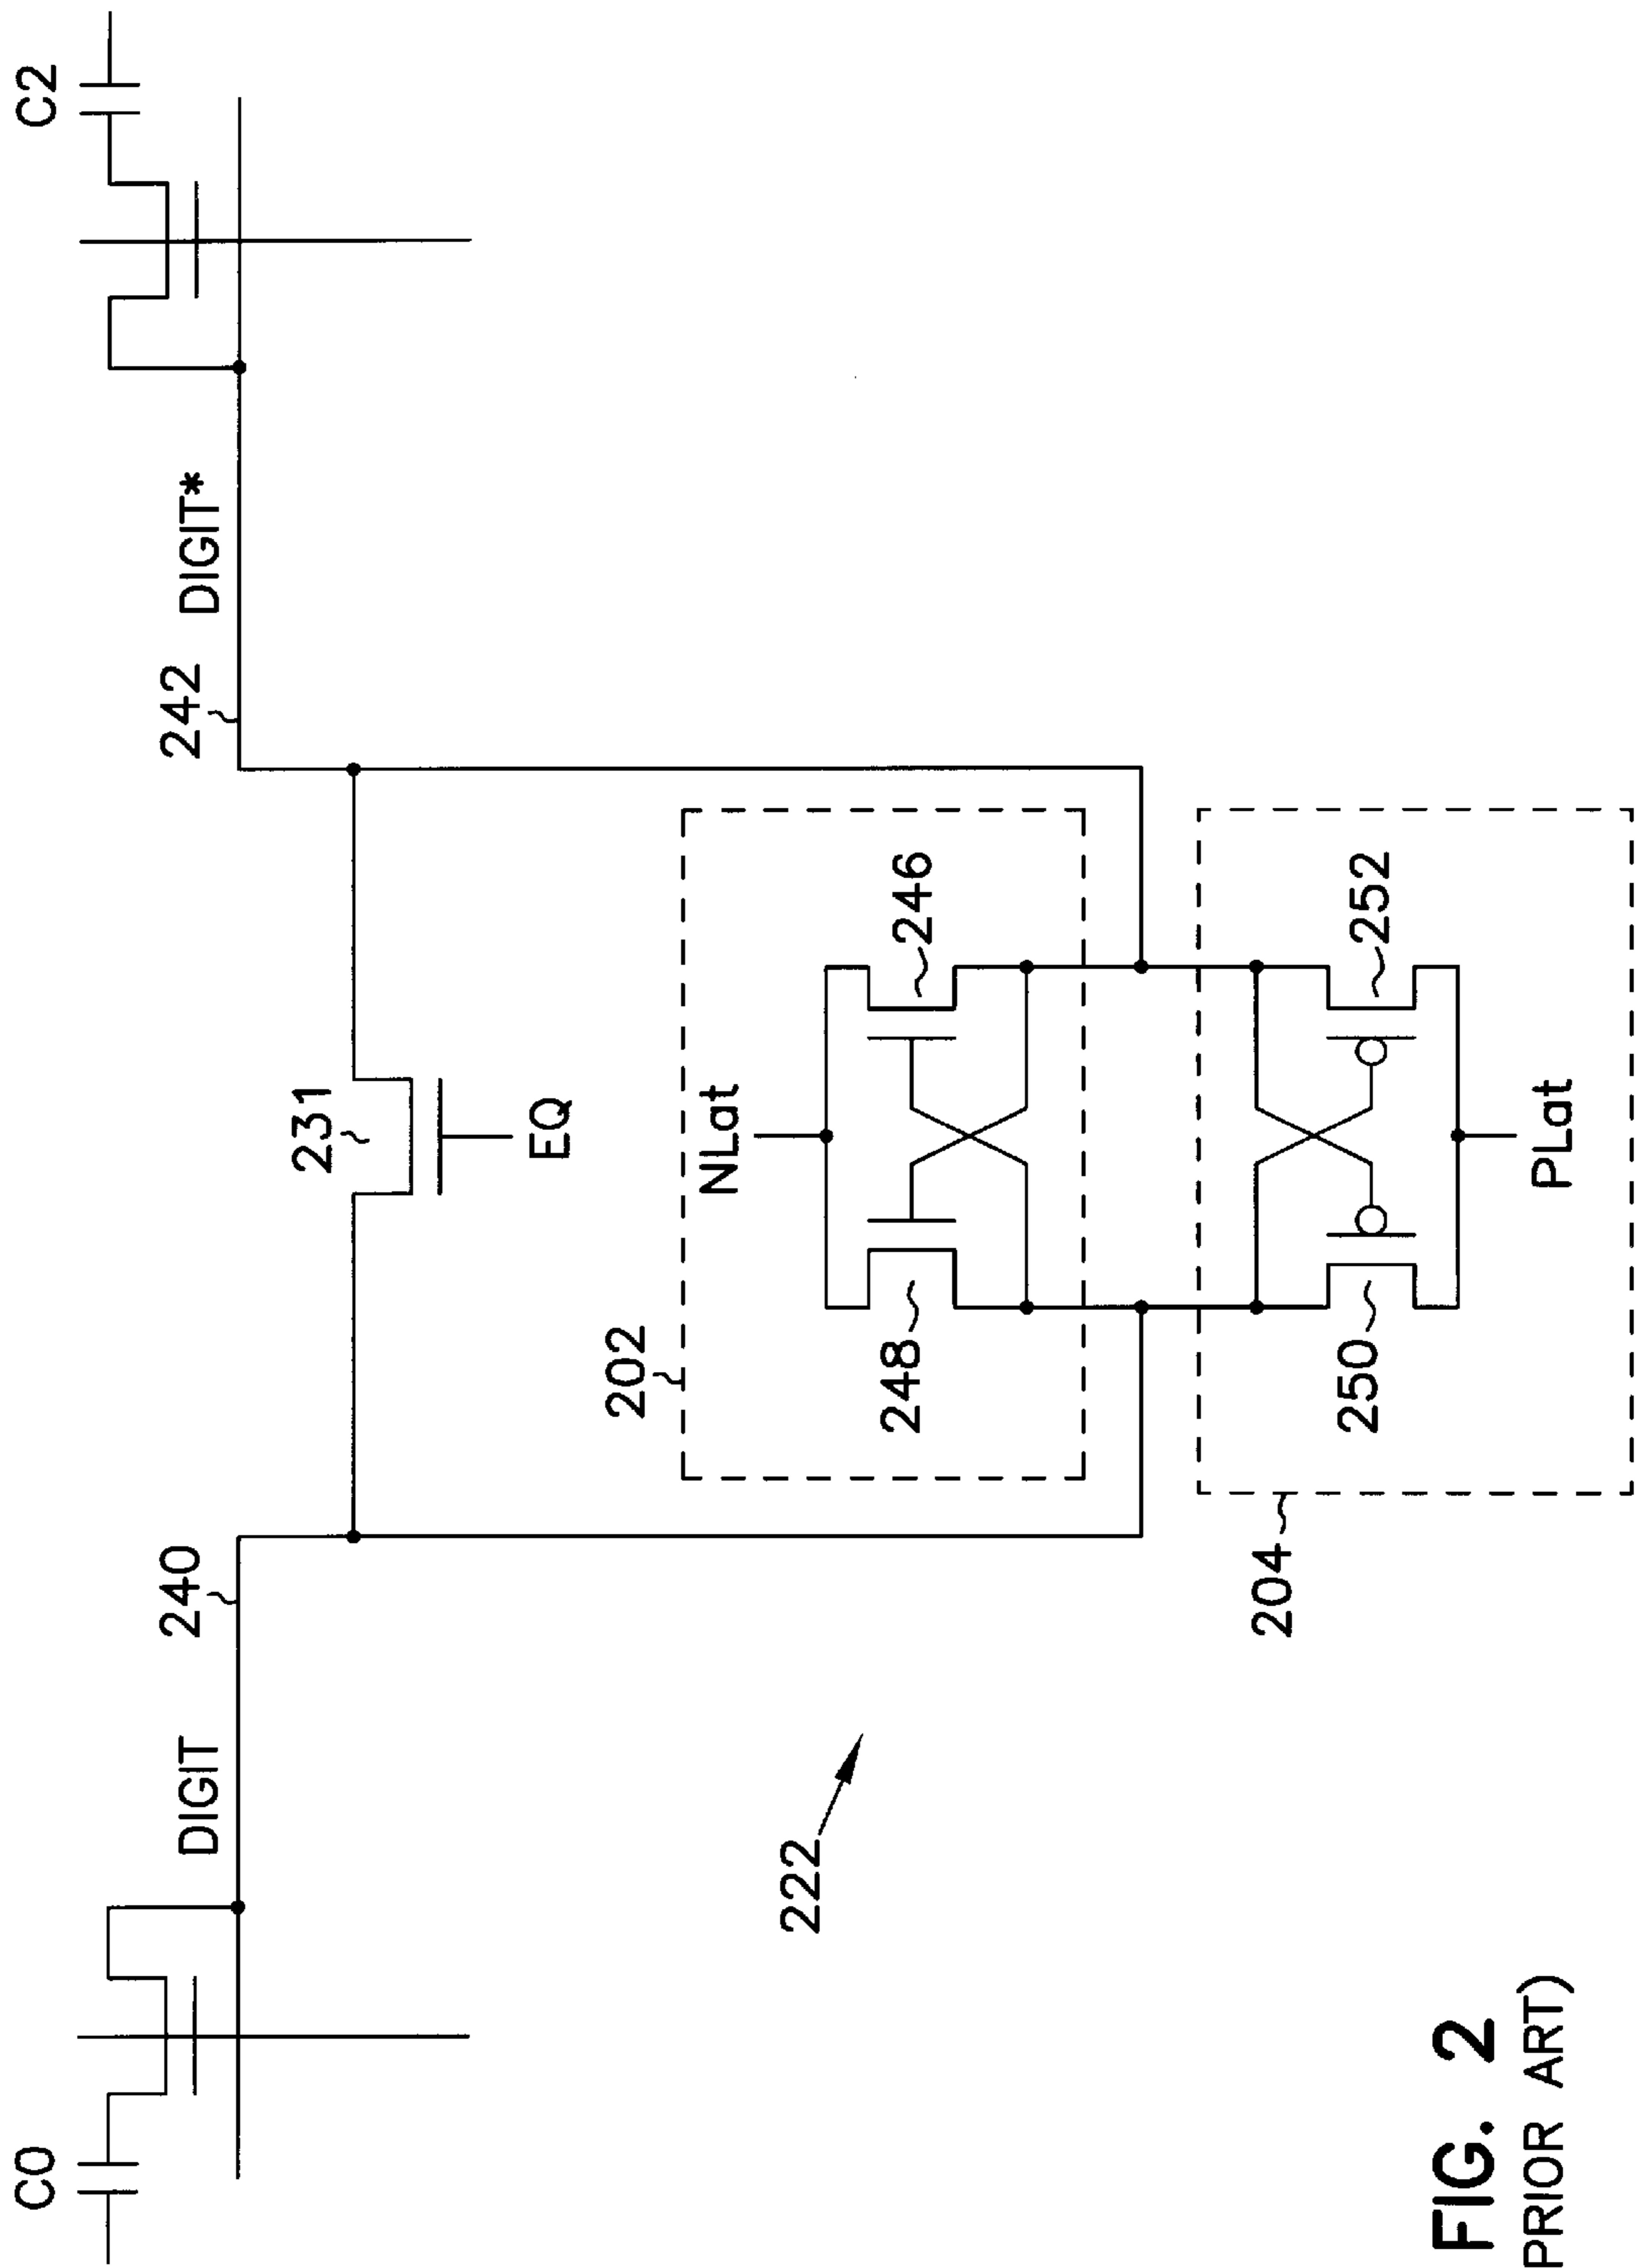 C0
C2
DIGIT
240
242
DIGIT*
231
EQ
202
NLat
248
246
222
204
250
252
PLat
FIG. 2
PRIOR ART)